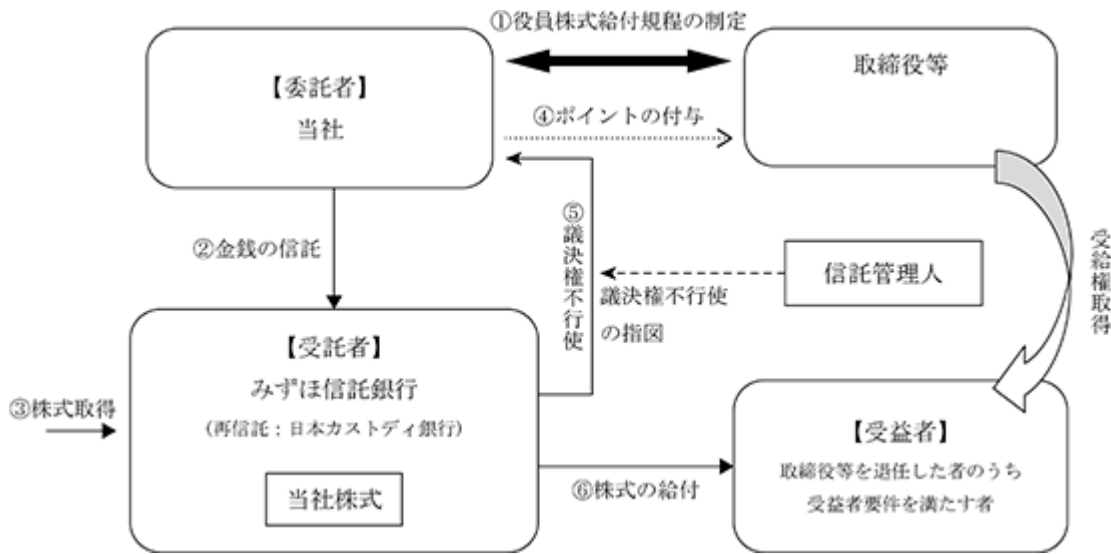 ①役員株式給付規程の制定
【委託者】
当社
取締役等
④ポイントの付与
②金銭の信託
⑤議決権不行使
信託管理人
議決権不行使
の指図
受給権取得
【受託者】
みずほ信託銀行
(再信託:日本カストディ銀行)
③株式取得
当社株式
⑥株式の給付
【受益者】
取締役等を退任した者のうち
受益者要件を満たす者